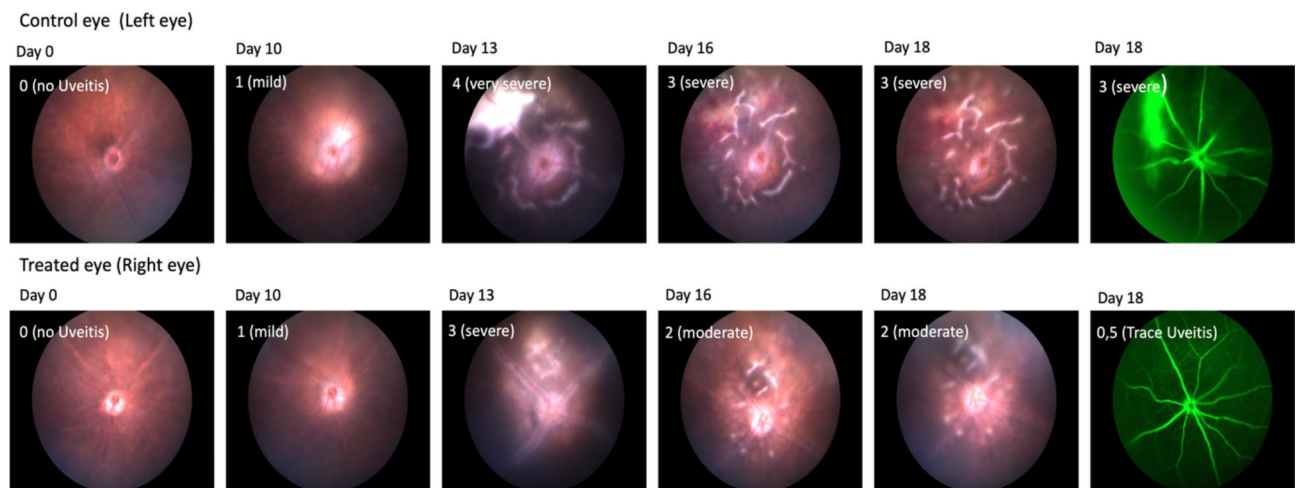 Control eye (Left eye)
Day 0
Day 10
Day 13
Day 16
Day 18
Day 18
0 (no Uveitis)
1 (mild)
4 (very severe)
3 (severe)
3 (severe)
3 (severe)
Treated eye (Right eye)
Day 0
Day 10
Day 13
Day 16
Day 18
Day 18
0 (no Uveitis)
1 (mild)
3 (severe)
2 (moderate)
2 (moderate)
0,5 (Trace Uveitis)